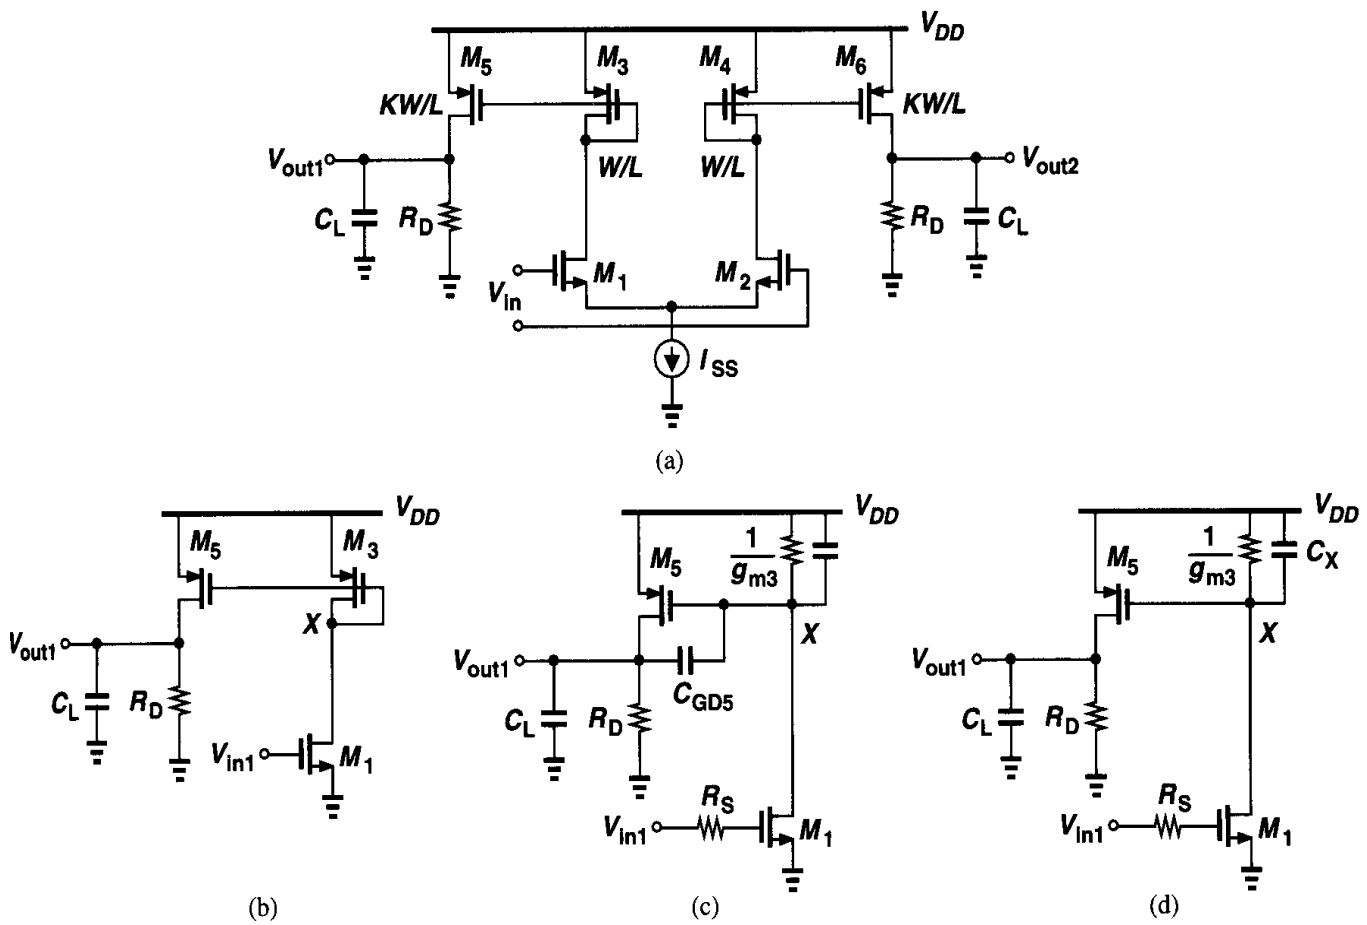 V_DD
M_5
M_3
M_4
M_6
KW/L
KW/L
V_out1
W/L
W/L
V_out2
C_L
R_D
R_D
C_L
M_1
M_2
V_in
I_SS
(a)
V_DD
M_5
M_3
X
V_out1
C_L
R_D
V_in1
M_1
(b)
V_DD
M_5
1
g_m3
X
V_out1
C_GD5
C_L
R_D
R_S
V_in1
M_1
(c)
V_DD
M_5
1
g_m3
C_X
X
V_out1
C_L
R_D
R_S
V_in1
M_1
(d)